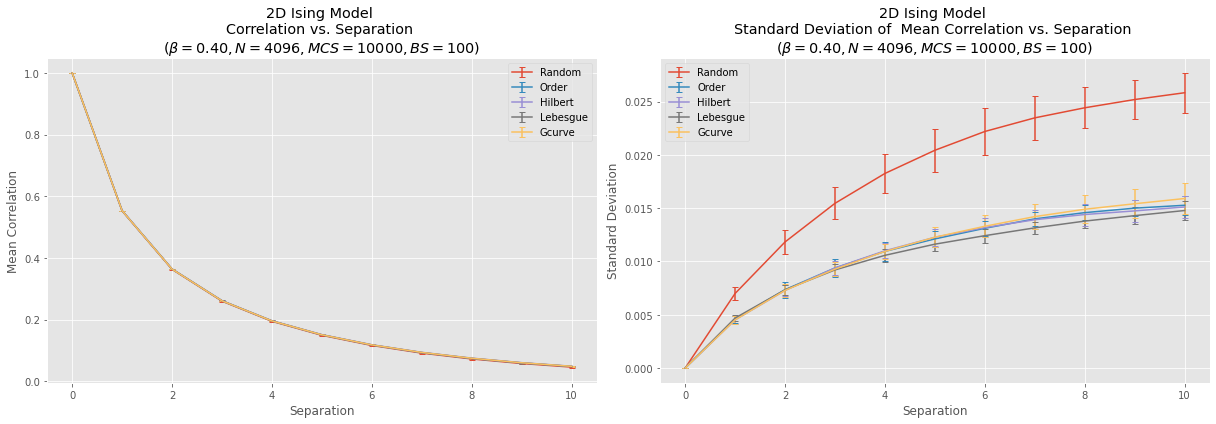 2D Ising Model
Correlation vs. Separation
(β = 0.40, N = 4096, MCS = 10000, BS = 100)
1.0
0.8
0.6
0.4
0.2
0.0
Mean Correlation
Random
Order
Hilbert
Lebesgue
Gcurve
0 2 4 6 8 10
Separation
2D Ising Model
Standard Deviation of  Mean Correlation vs. Separation
(β = 0.40, N = 4096, MCS = 10000, BS = 100)
0.025
0.020
0.015
0.010
0.005
0.000
Standard Deviation
Random
Order
Hilbert
Lebesgue
Gcurve
0 2 4 6 8 10
Separation